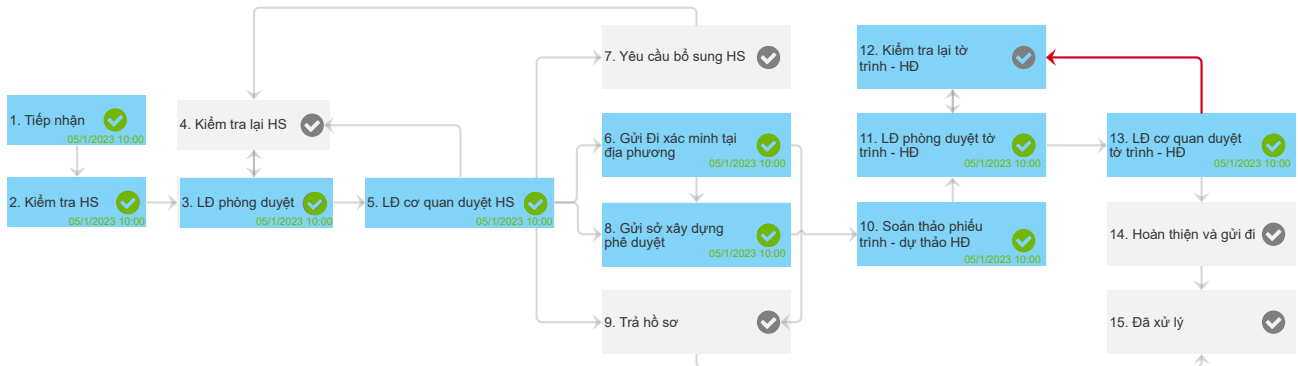 1. Tiếp nhận
05/1/2023 10:00
2. Kiểm tra HS
05/1/2023 10:00
4. Kiểm tra lại HS
3. LĐ phòng duyệt
05/1/2023 10:00
5. LĐ cơ quan duyệt HS
05/1/2023 10:00
7. Yêu cầu bổ sung HS
6. Gửi Đi xác minh tại
địa phương
05/1/2023 10:00
8. Gửi sở xây dựng
phê duyệt
05/1/2023 10:00
9. Trả hồ sơ
12. Kiểm tra lại tờ
trình - HĐ
11. LĐ phòng duyệt tờ
trình - HĐ
05/1/2023 10:00
10. Soản thảo phiếu
trình - dự thảo HĐ
05/1/2023 10:00
13. LĐ cơ quan duyệt
tờ trình - HĐ
05/1/2023 10:00
14. Hoàn thiện và gửi đi
15. Đã xử lý